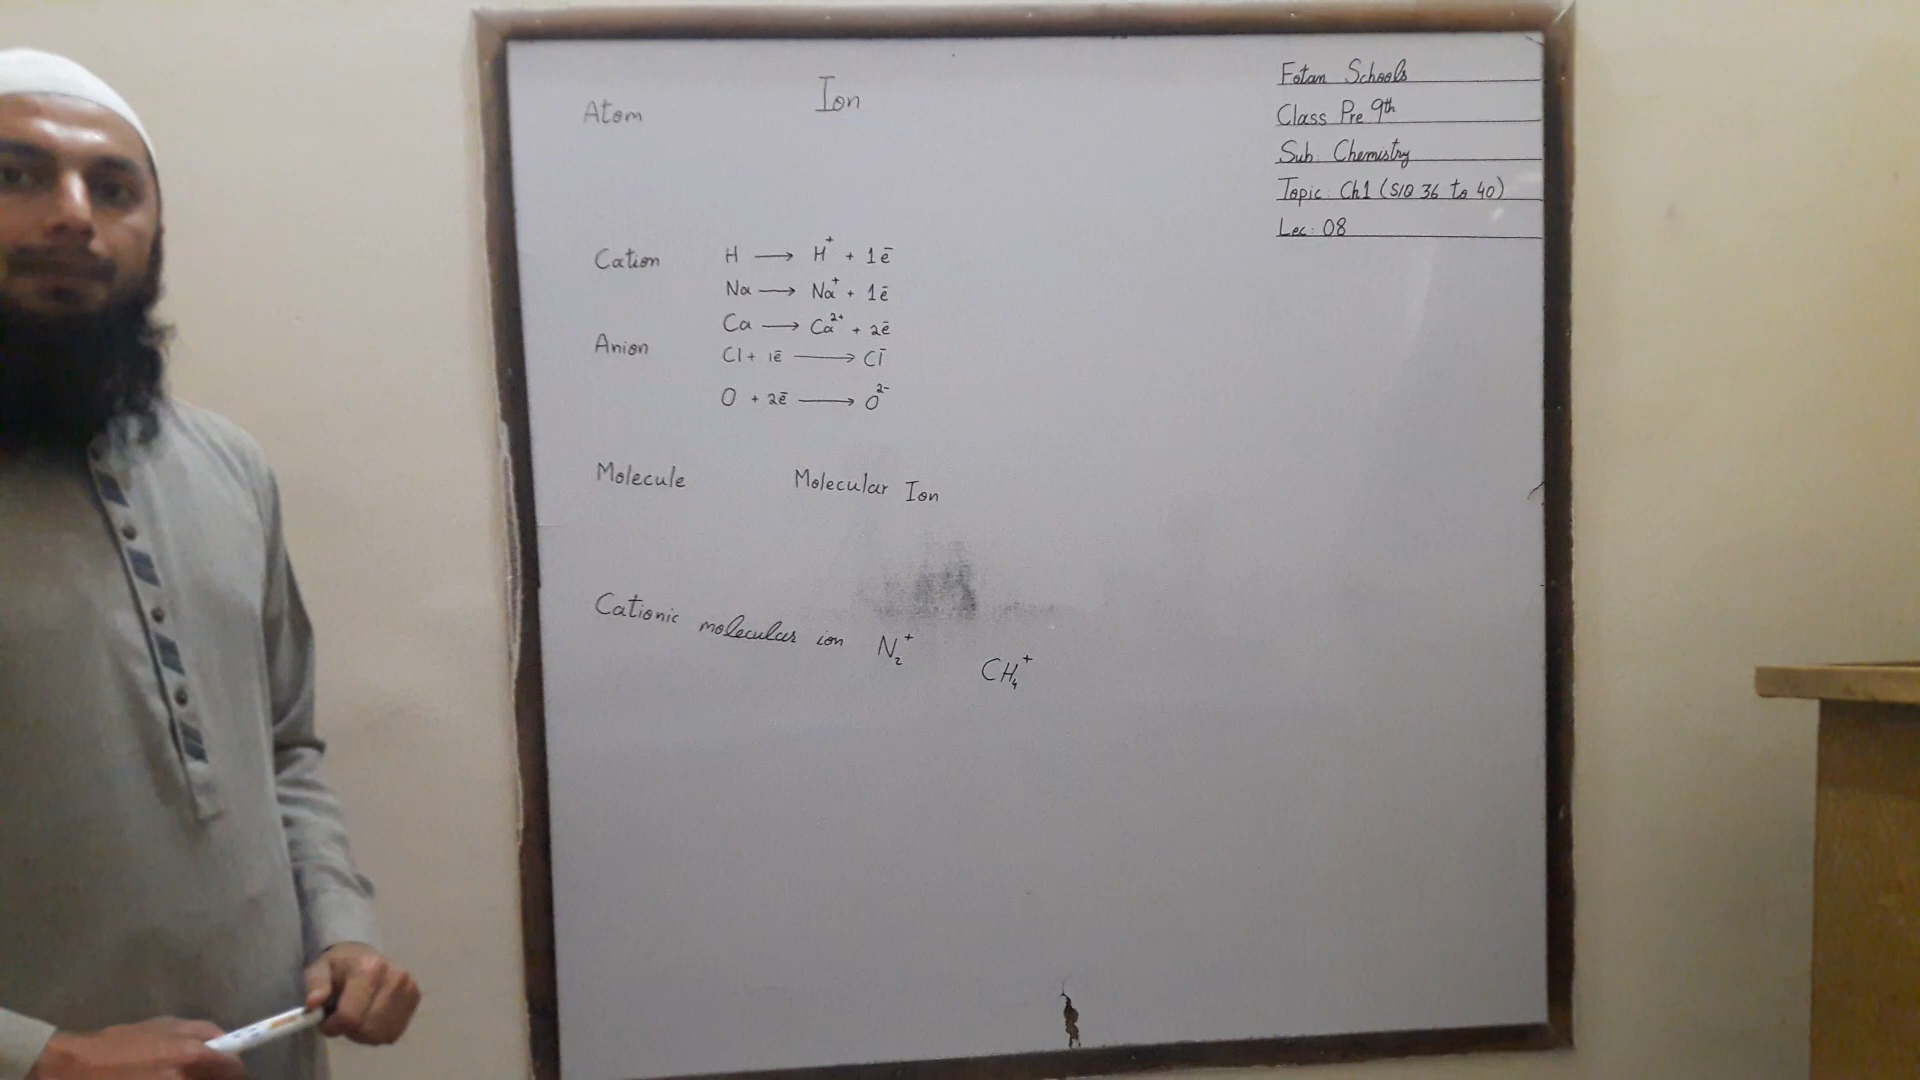 Atom Ion
Cation H → H⁺ + 1ē
Na → Na⁺ + 1ē
Ca → Ca²⁺ + 2ē
Anion Cl + 1ē → Cl⁻
O + 2ē → O²⁻
Molecule Molecular Ion
Cationic molecular ion N₂⁺ CH₄⁺
Fotan Schools
Class Pre 9th
Sub: Chemistry
Topic: Ch1 (S/Q 36 to 40)
Lec: 08